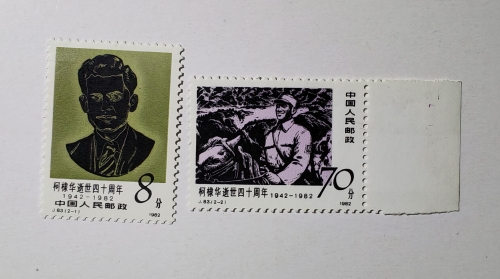 柯棣华逝世四十周年
1942-1982
8分
中国人民邮政
J.83(2-1)
1982
中国人民邮政
柯棣华逝世四十周年 1942-1982
70分
J.83(2-2)
1982